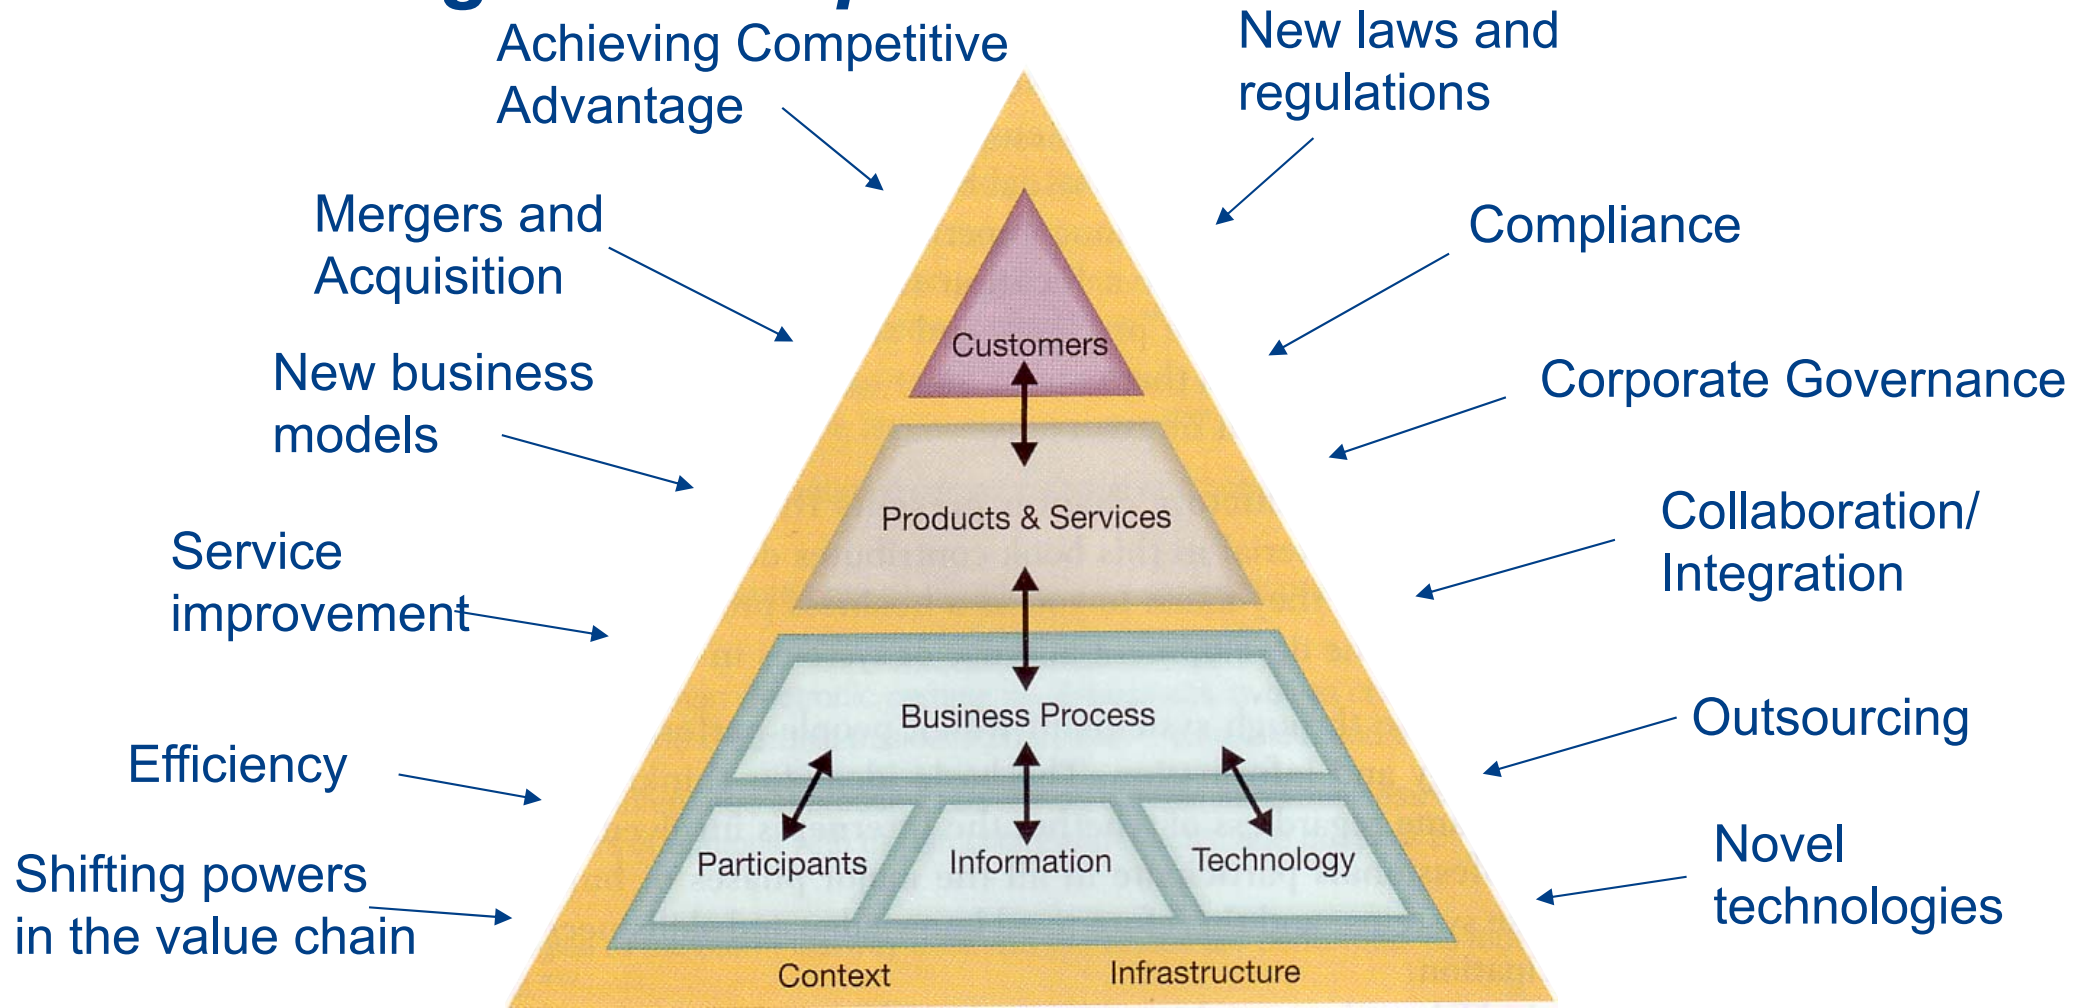 Achieving Competitive
Advantage
New laws and
regulations
Mergers and
Acquisition
Compliance
New business
models
Corporate Governance
Service
improvement
Collaboration/
Integration
Efficiency
Outsourcing
Shifting powers
in the value chain
Novel
technologies
Customers
Products & Services
Business Process
Participants
Information
Technology
Context
Infrastructure